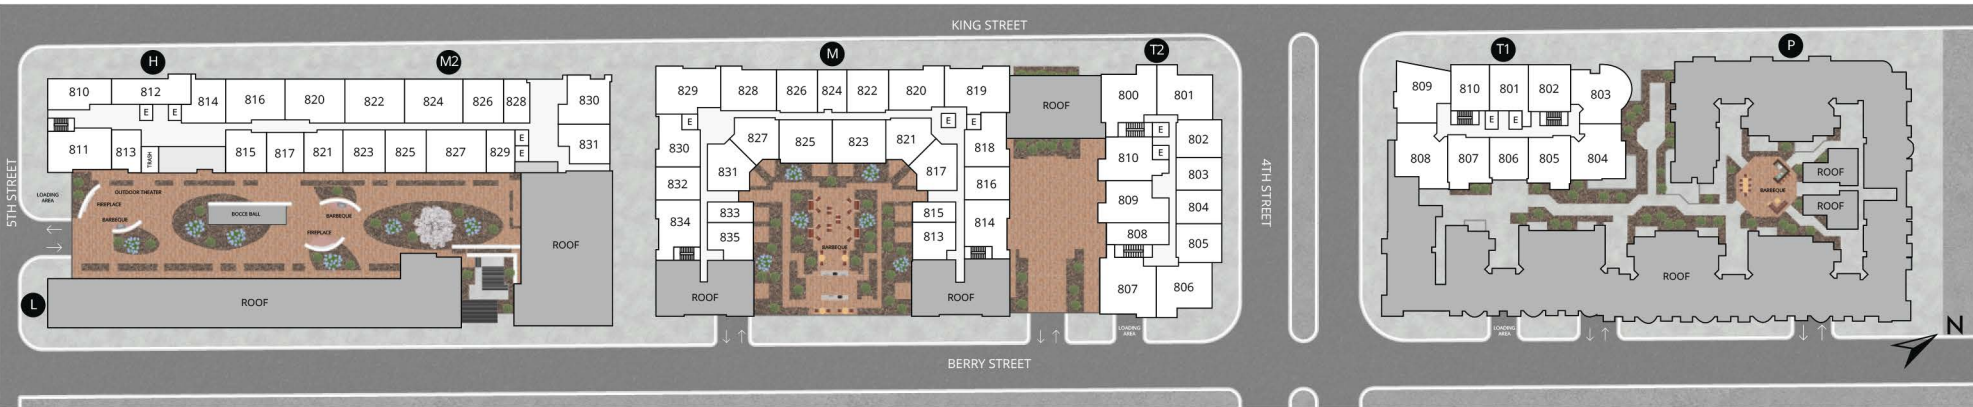 KING STREET
H
M2
M
T2
T1
P
810
812
814
816
820
822
824
826
828
830
E
E
811
813
TRASH
815
817
821
823
825
827
829
E
E
831
829
828
826
824
822
820
819
ROOF
800
801
E
E
E
830
827
825
823
821
818
831
817
832
816
833
815
834
814
835
813
E
E
802
810
803
809
804
808
805
807
806
809
810
801
802
803
E
E
808
807
806
805
804
ROOF
BARBEQUE
ROOF
5TH STREET
LOADING
AREA
OUTDOOR THEATER
FIREPLACE
BARBEQUE
BOCCE BALL
BARBEQUE
FIREPLACE
ROOF
BARBEQUE
4TH STREET
ROOF
L
ROOF
ROOF
ROOF
LOADING
AREA
LOADING
AREA
N
BERRY STREET